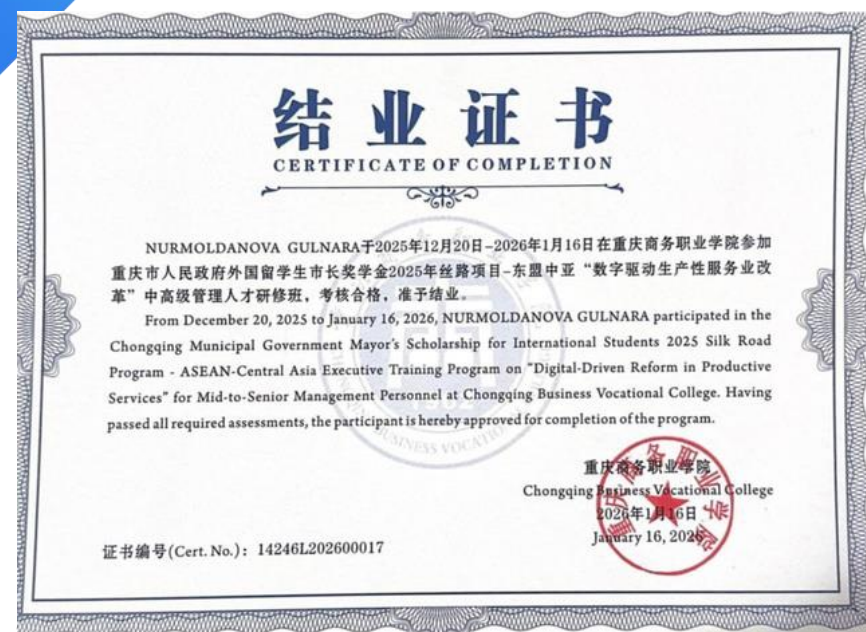 结业证书
CERTIFICATE OF COMPLETION
NURMOLDANOVA GULNARA于2025年12月20日-2026年1月16日在重庆商务职业学院参加
重庆市人民政府外国留学生市长奖学金2025年丝路项目-东盟中亚“数字驱动生产性服务业改
革”中高级管理人才研修班，考核合格，准予结业。
From December 20, 2025 to January 16, 2026, NURMOLDANOVA GULNARA participated in the
Chongqing Municipal Government Mayor's Scholarship for International Students 2025 Silk Road
Program - ASEAN-Central Asia Executive Training Program on "Digital-Driven Reform in Productive
Services" for Mid-to-Senior Management Personnel at Chongqing Business Vocational College. Having
passed all required assessments, the participant is hereby approved for completion of the program.
重庆商务职业学院
Chongqing Business Vocational College
2026年1月16日
January 16, 2026
重庆商务职业学院
证书编号(Cert. No.): 14246L202600017